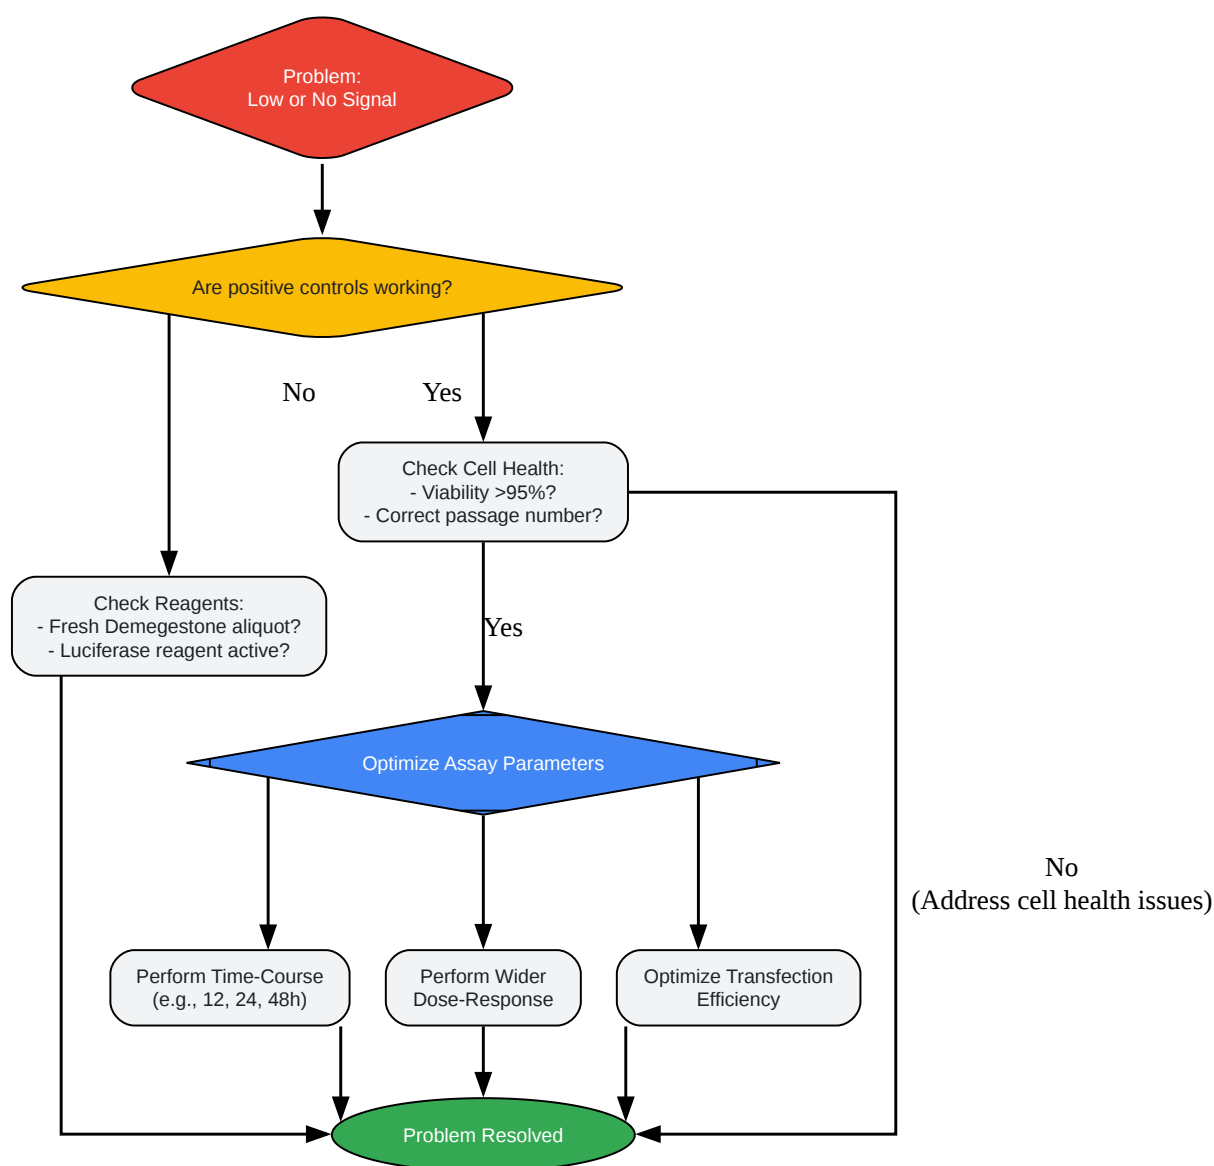 Problem:
Low or No Signal
Are positive controls working?
No
Yes
Check Cell Health:
- Viability >95%?
- Correct passage number?
Check Reagents:
- Fresh Demegestone aliquot?
- Luciferase reagent active?
Yes
Optimize Assay Parameters
No
(Address cell health issues)
Perform Time-Course
(e.g., 12, 24, 48h)
Perform Wider
Dose-Response
Optimize Transfection
Efficiency
Problem Resolved